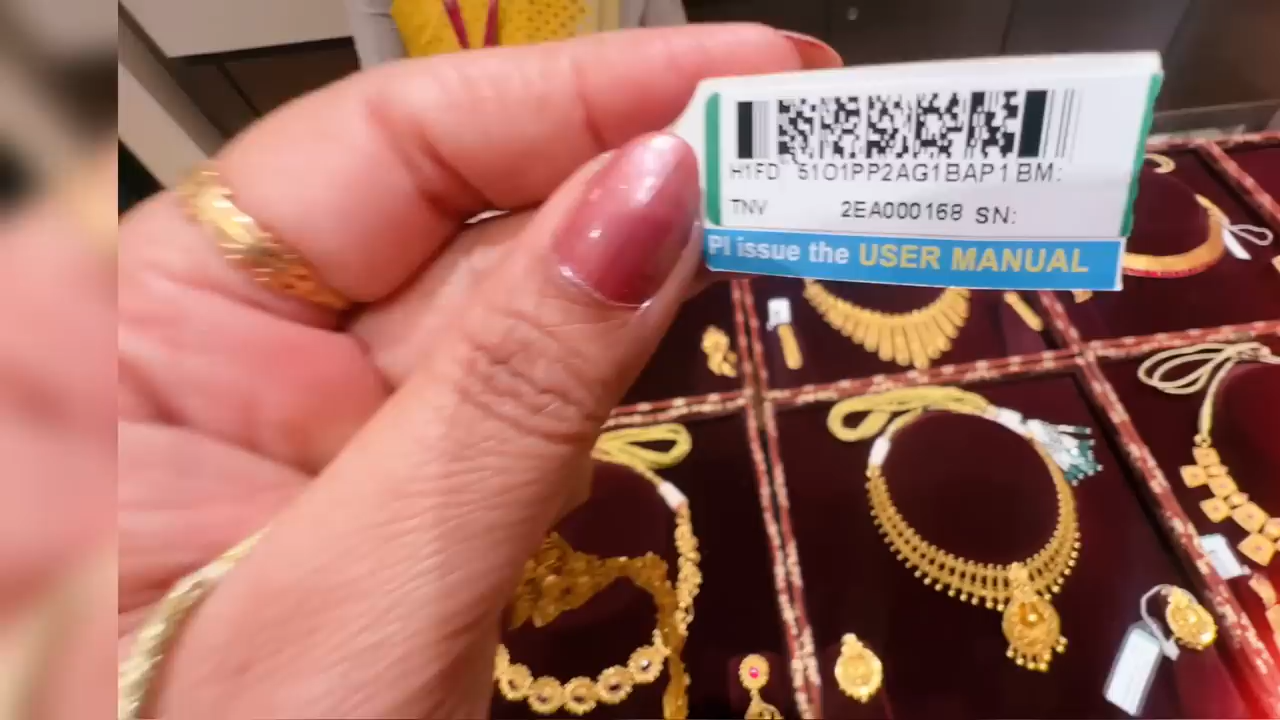 H1FD 51O1PP2AG1BAP1 BM:
TNV 2EA000168 SN:
Pl issue the USER MANUAL